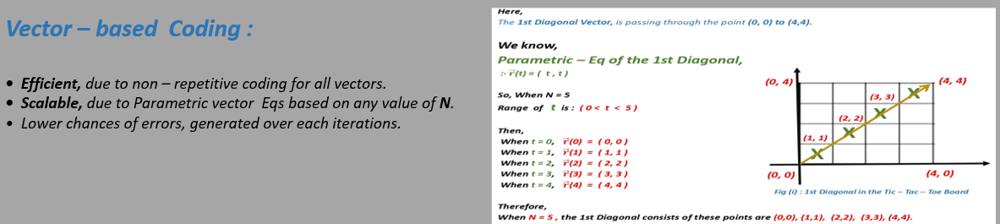 Vector – based Coding :
• Efficient, due to non – repetitive coding for all vectors.
• Scalable, due to Parametric vector Eqs based on any value of N.
• Lower chances of errors, generated over each iterations.
Here,
The 1st Diagonal Vector, is passing through the point (0, 0) to (4,4).
We know,
Parametric – Eq of the 1st Diagonal,
:- r⃗(t) = ( t , t )
So, When N = 5
Range of t is : ( 0 < t < 5 )
Then,
When t = 0, r⃗(0) = ( 0, 0 )
When t = 1, r⃗(1) = ( 1, 1 )
When t = 2, r⃗(2) = ( 2, 2 )
When t = 3, r⃗(3) = ( 3, 3 )
When t = 4, r⃗(4) = ( 4, 4 )
Therefore,
When N = 5 , the 1st Diagonal consists of these points are (0,0), (1,1), (2,2), (3,3), (4,4).
(0, 4)
(4, 4)
(3, 3)
(2, 2)
(1, 1)
(0, 0)
(4, 0)
X
X
X
X
Fig (i) : 1st Diagonal in the Tic – Tac – Toe Board